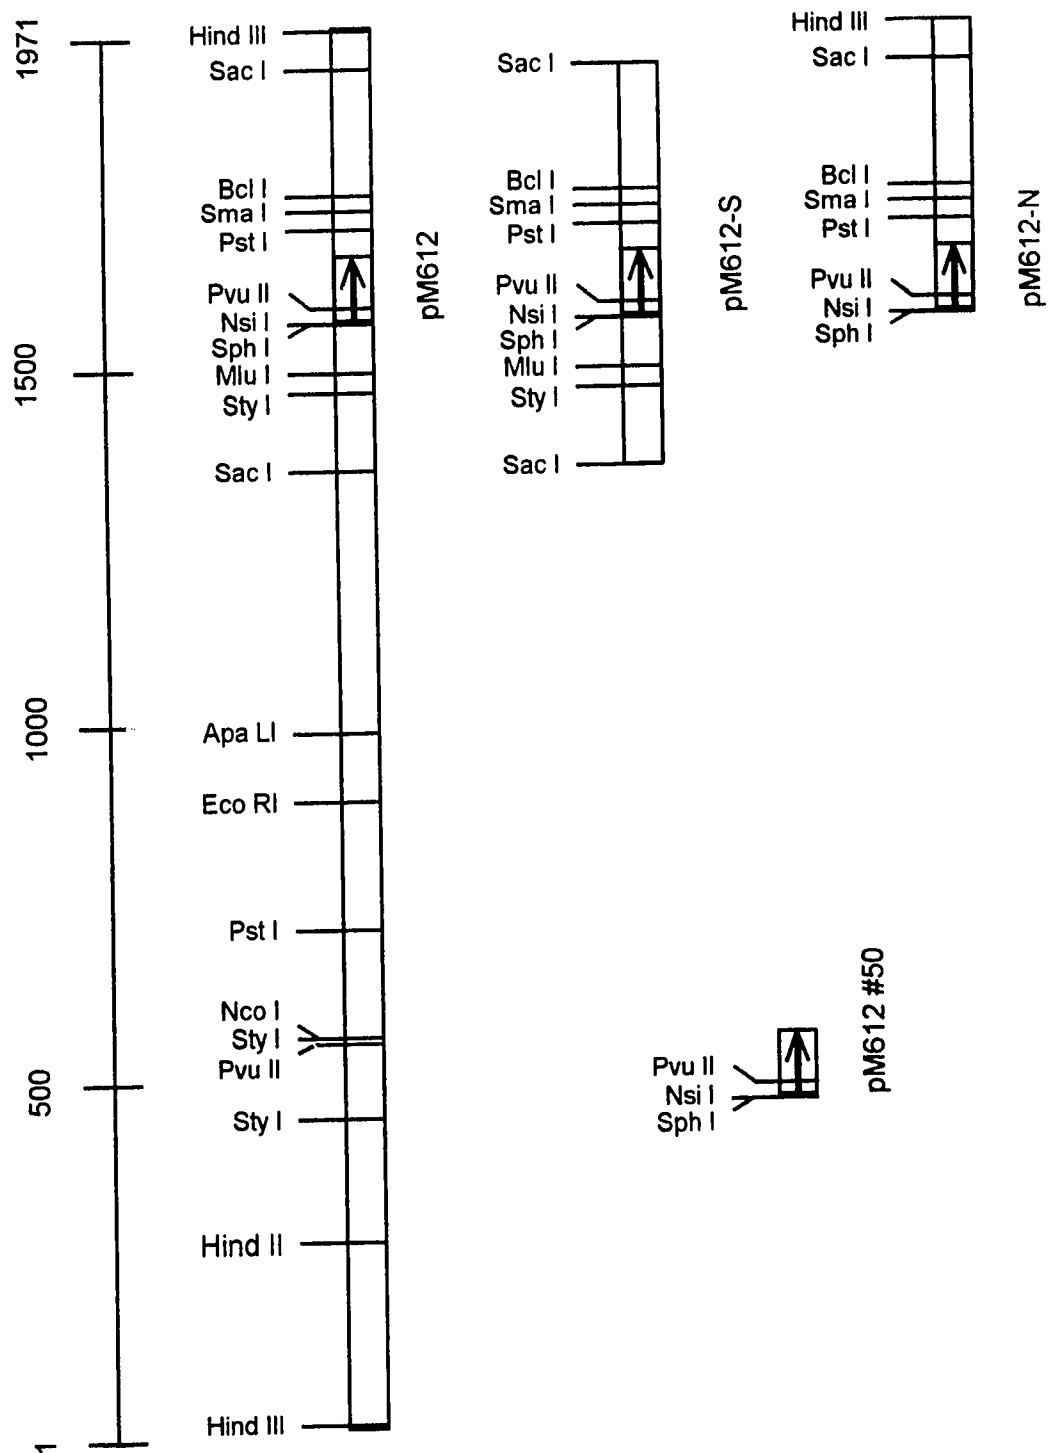 1971
1500
1000
500
1
Hind III
Sac I
Bcl I
Sma I
Pst I
Pvu II
Nsi I
Sph I
Mlu I
Sty I
Sac I
Apa LI
Eco RI
Pst I
Nco I
Sty I
Pvu II
Sty I
Hind II
Hind III
pM612
Sac I
Bcl I
Sma I
Pst I
Pvu II
Nsi I
Sph I
Mlu I
Sty I
Sac I
pM612-S
Hind III
Sac I
Bcl I
Sma I
Pst I
Pvu II
Nsi I
Sph I
pM612-N
Pvu II
Nsi I
Sph I
pM612 #50